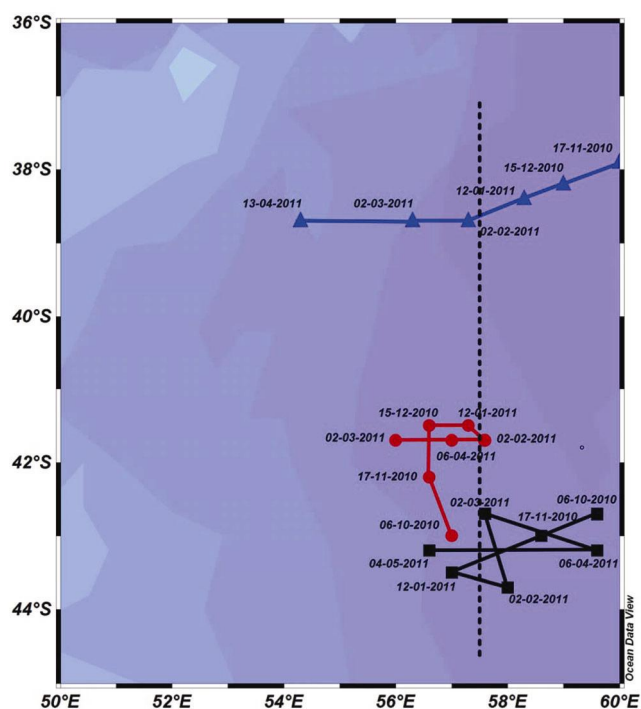 36°S
17-11-2010
38°S
15-12-2010
12-01-2011
13-04-2011
02-03-2011
02-02-2011
40°S
15-12-2010
12-01-2011
02-03-2011
02-02-2011
06-04-2011
42°S
17-11-2010
02-03-2011
06-10-2010
17-11-2010
06-10-2010
04-05-2011
06-04-2011
12-01-2011
02-02-2011
44°S
Ocean Data View
50°E
52°E
54°E
56°E
58°E
60°E